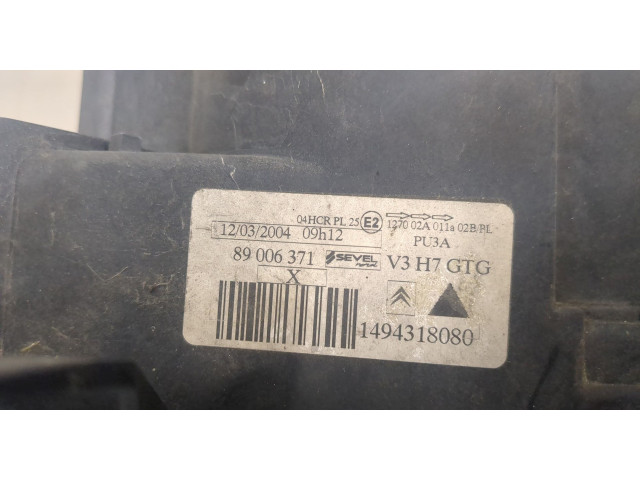 04HCR PL 25 E2 1270 02A 011a 02B/PL
12/03/2004 09h12 PU3A
89 006 371 SEVEL V3 H7 GTG
X
1494318080